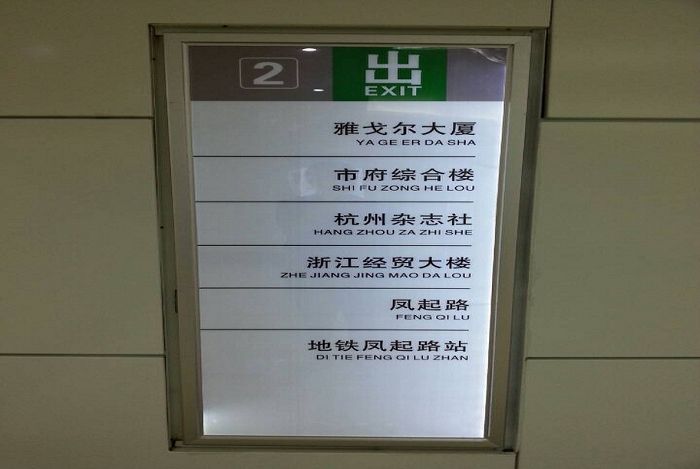 2
出
EXIT
雅戈尔大厦
YA GE ER DA SHA
市府综合楼
SHI FU ZONG HE LOU
杭州杂志社
HANG ZHOU ZA ZHI SHE
浙江经贸大楼
ZHE JIANG JING MAO DA LOU
凤起路
FENG QI LU
地铁凤起路站
DI TIE FENG QI LU ZHAN